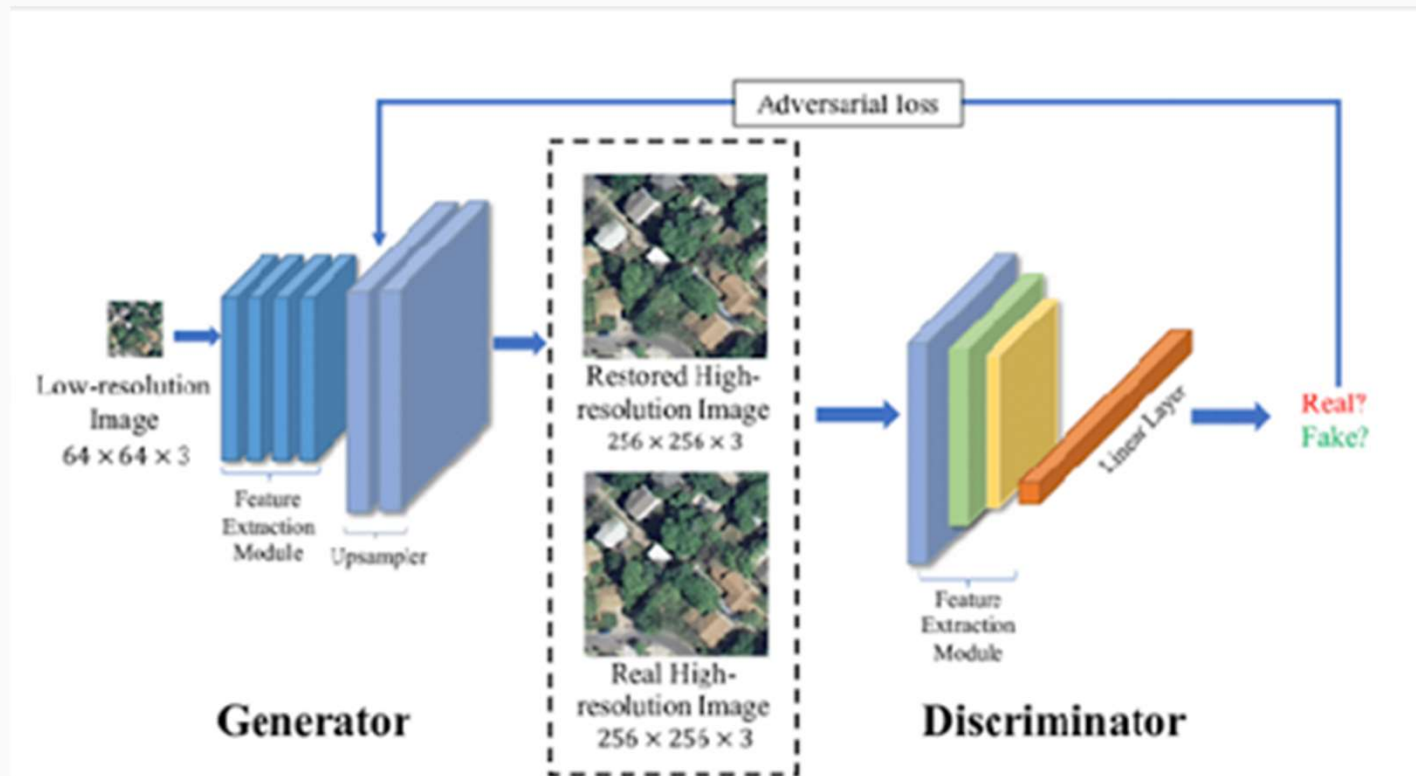 Adversarial loss
Low-resolution
Image
64 × 64 × 3
Feature
Extraction
Module
Upsampler
Restored High-
resolution Image
256 × 256 × 3
Real High-
resolution Image
256 × 256 × 3
Feature
Extraction
Module
Linear Layer
Real?
Fake?
Generator
Discriminator